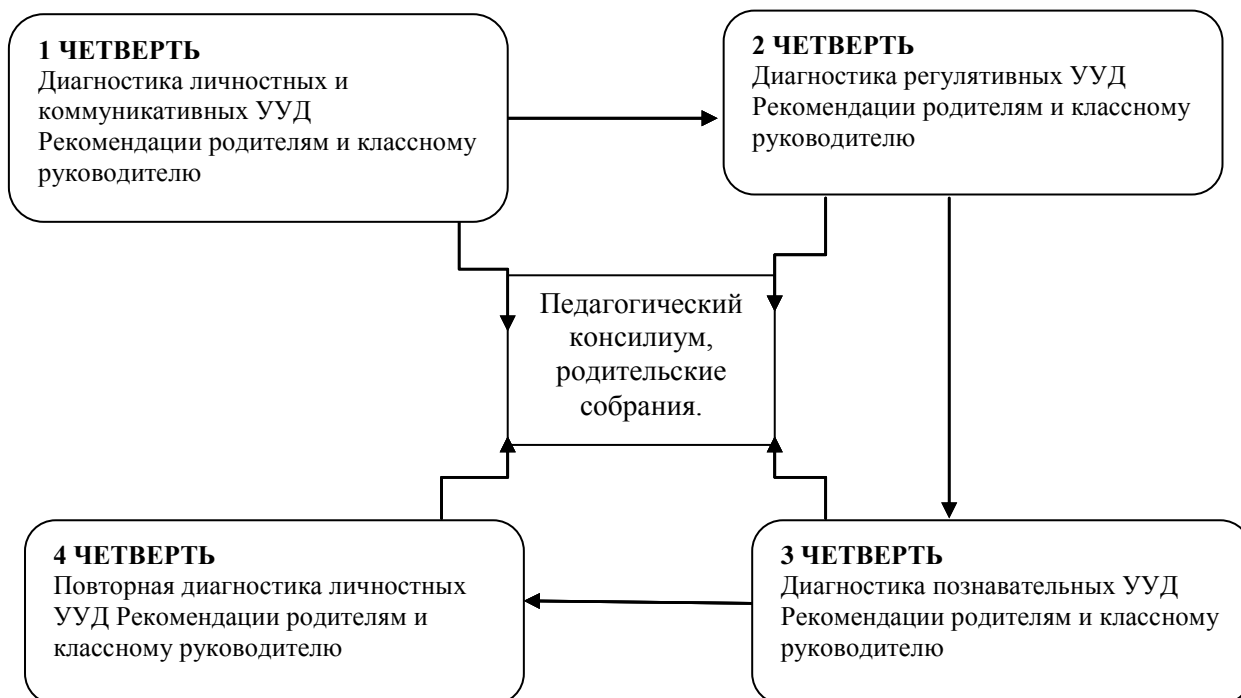 1 ЧЕТВЕРТЬ
Диагностика личностных и
коммуникативных УУД
Рекомендации родителям и классному
руководителю
2 ЧЕТВЕРТЬ
Диагностика регулятивных УУД
Рекомендации родителям и классному
руководителю
Педагогический
консилиум,
родительские
собрания.
4 ЧЕТВЕРТЬ
Повторная диагностика личностных
УУД Рекомендации родителям и
классному руководителю
3 ЧЕТВЕРТЬ
Диагностика познавательных УУД
Рекомендации родителям и классному
руководителю